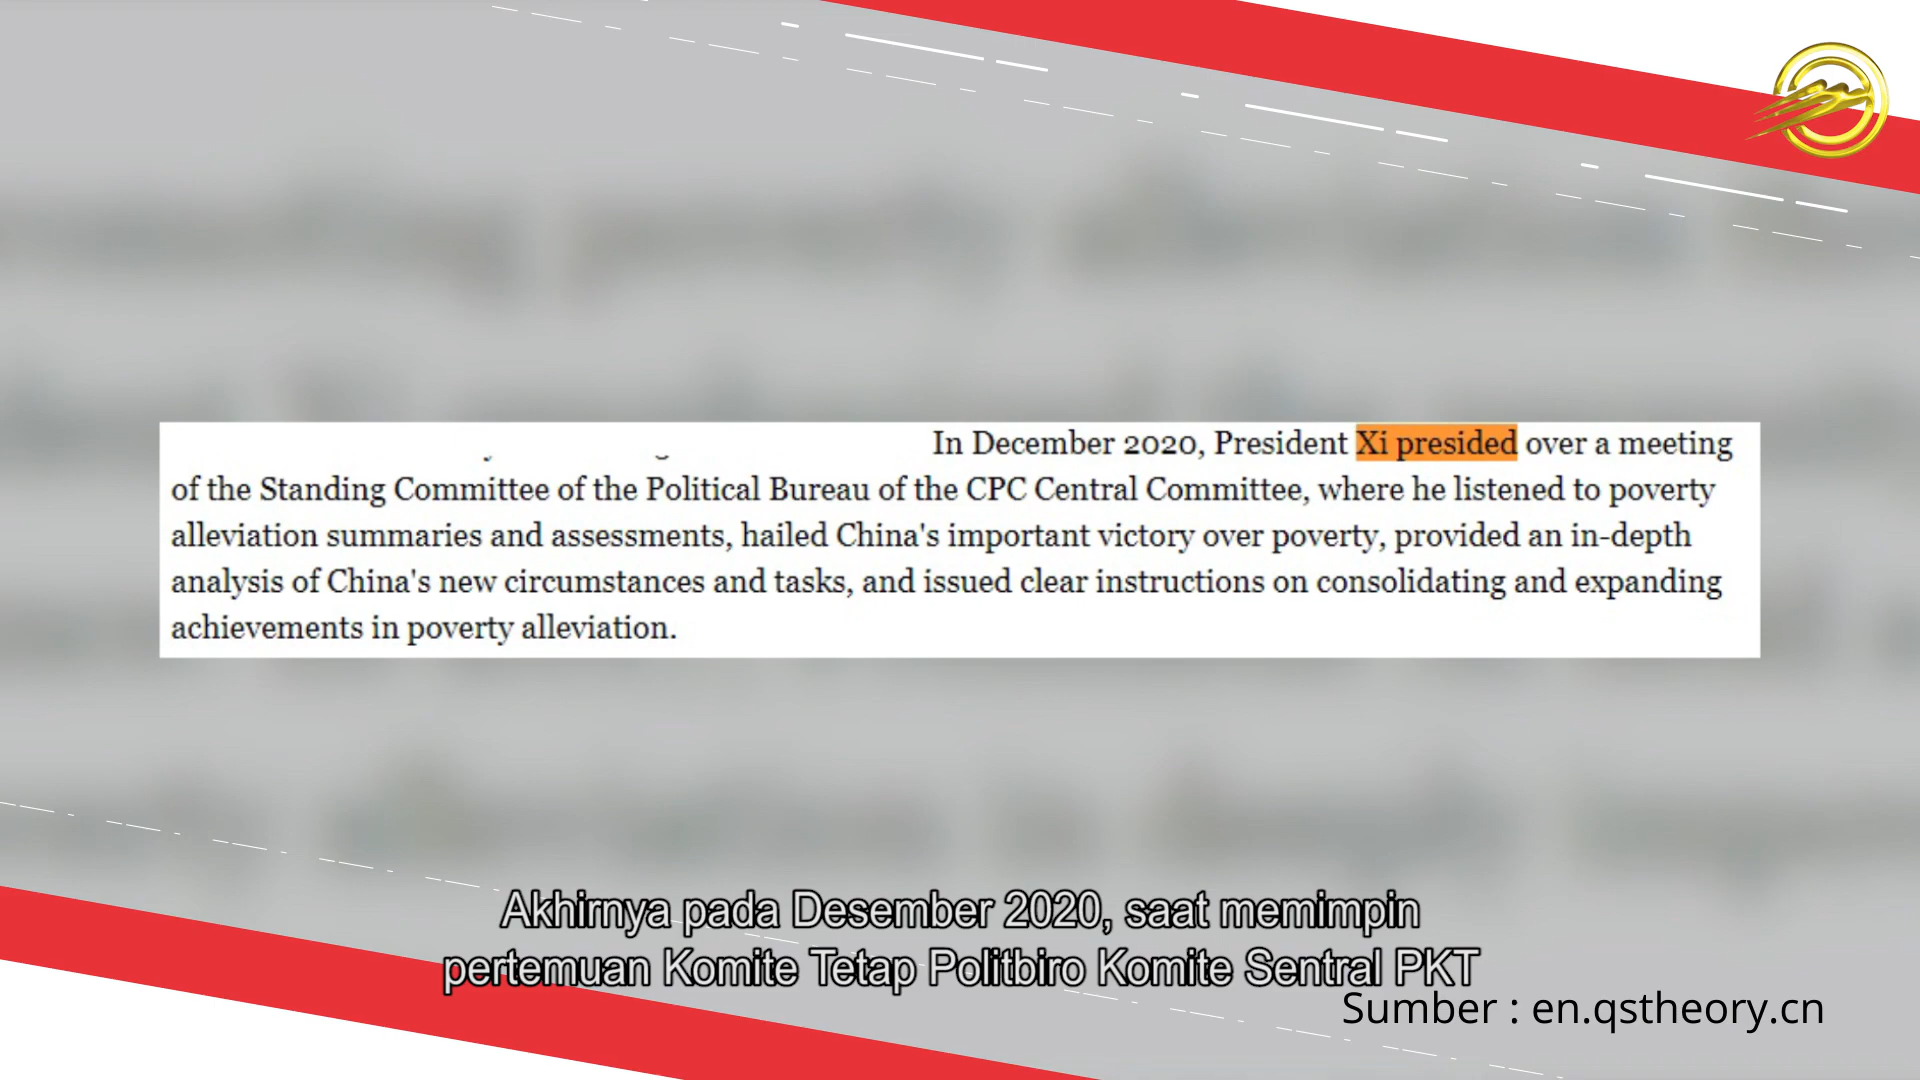 In December 2020, President Xi presided over a meeting
of the Standing Committee of the Political Bureau of the CPC Central Committee, where he listened to poverty
alleviation summaries and assessments, hailed China's important victory over poverty, provided an in-depth
analysis of China's new circumstances and tasks, and issued clear instructions on consolidating and expanding
achievements in poverty alleviation.
Akhirnya pada Desember 2020, saat memimpin
pertemuan Komite Tetap Politbiro Komite Sentral PKT
Sumber : en.qstheory.cn